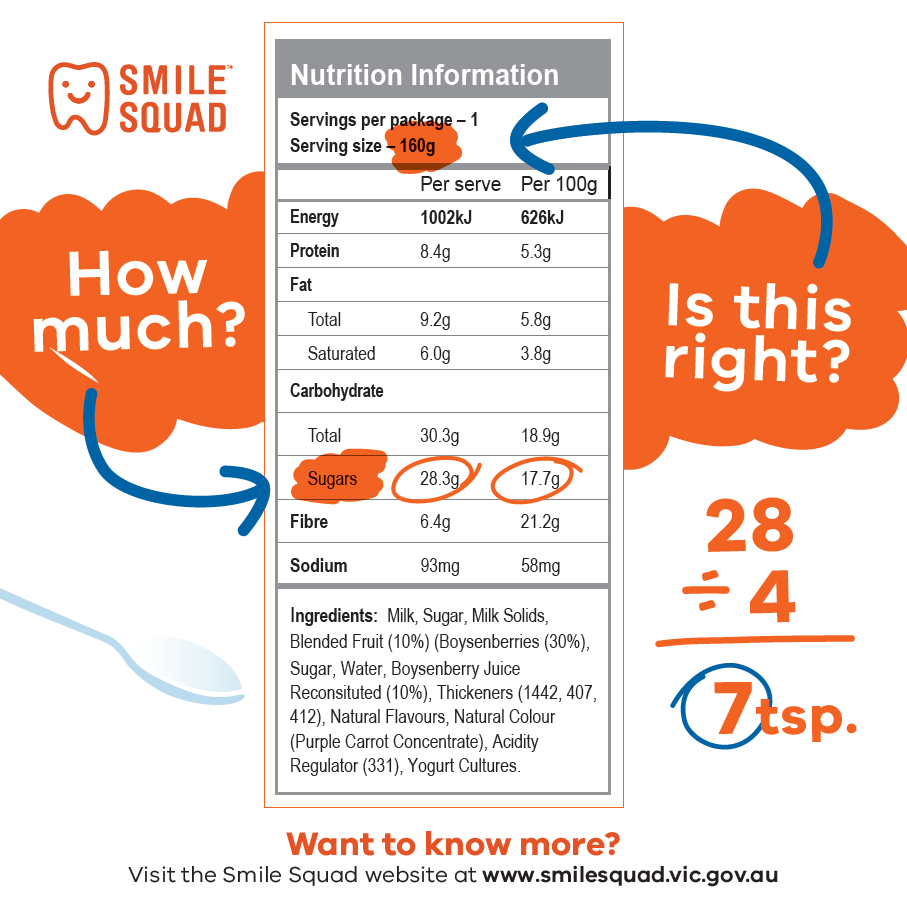 SMILE™
SQUAD
Nutrition Information
Servings per package – 1
Serving size – 160g
Per serve Per 100g
Energy 1002kJ 626kJ
Protein 8.4g 5.3g
Fat
Total 9.2g 5.8g
Saturated 6.0g 3.8g
Carbohydrate
Total 30.3g 18.9g
Sugars 28.3g 17.7g
Fibre 6.4g 21.2g
Sodium 93mg 58mg
Ingredients: Milk, Sugar, Milk Solids,
Blended Fruit (10%) (Boysenberries (30%),
Sugar, Water, Boysenberry Juice
Reconsituted (10%), Thickeners (1442, 407,
412), Natural Flavours, Natural Colour
(Purple Carrot Concentrate), Acidity
Regulator (331), Yogurt Cultures.
How
much?
Is this
right?
28
÷ 4
7 tsp.
Want to know more?
Visit the Smile Squad website at www.smilesquad.vic.gov.au